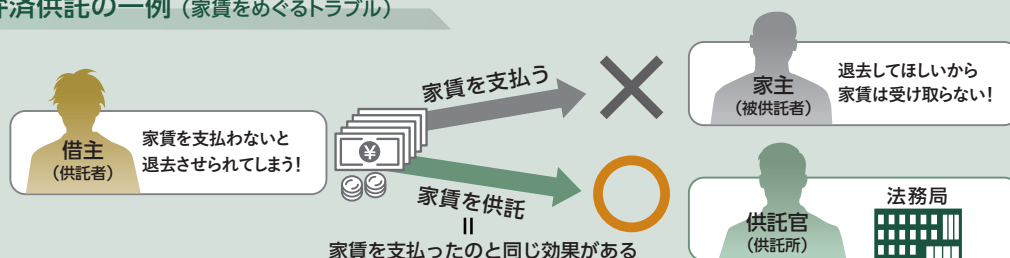 済供託の一例（家賃をめぐるトラブル）
借主
（供託者）
家賃を支払わないと
退去させられてしまう！
¥
家賃を支払う
家主
（被供託者）
退去してほしいから
家賃は受け取らない！
家賃を供託
＝
家賃を支払ったのと同じ効果がある
供託官
（供託所）
法務局